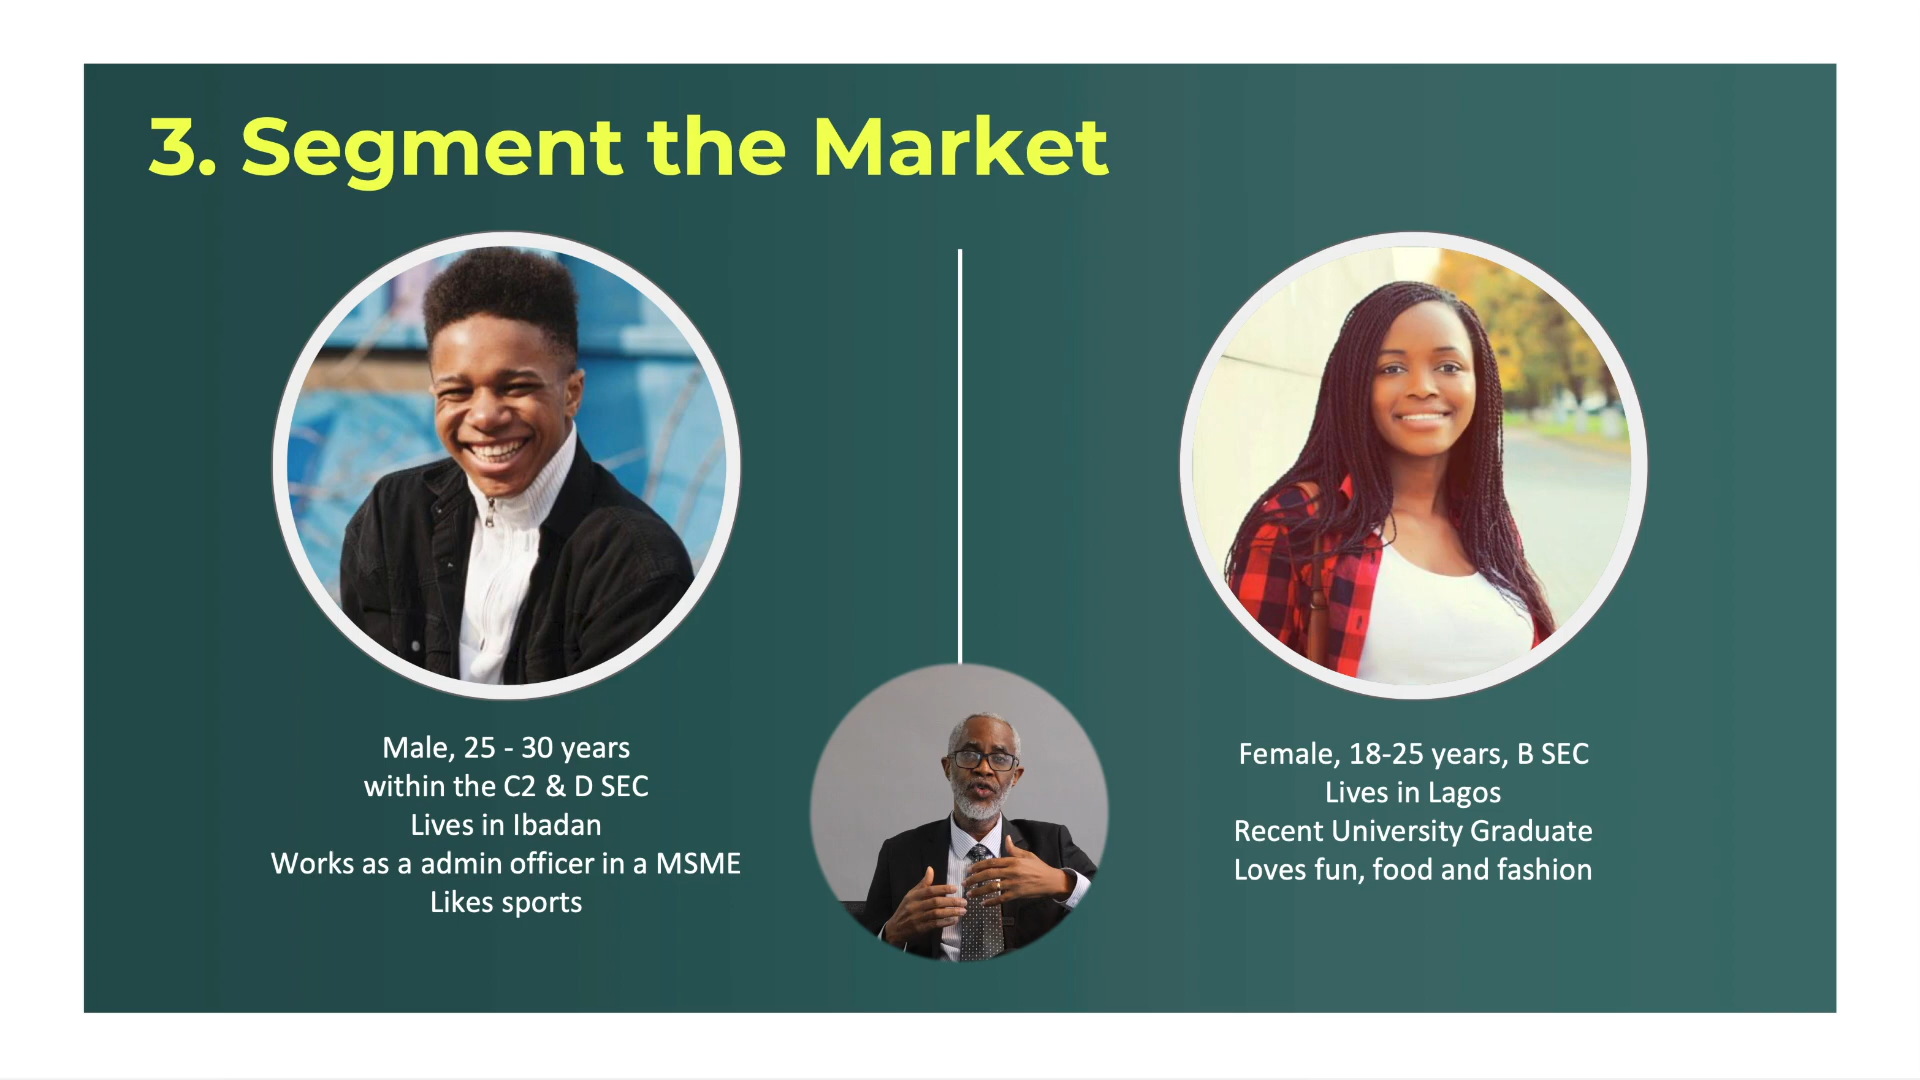 3. Segment the Market
Male, 25 - 30 years
within the C2 & D SEC
Lives in Ibadan
Works as a admin officer in a MSME
Likes sports
Female, 18-25 years, B SEC
Lives in Lagos
Recent University Graduate
Loves fun, food and fashion